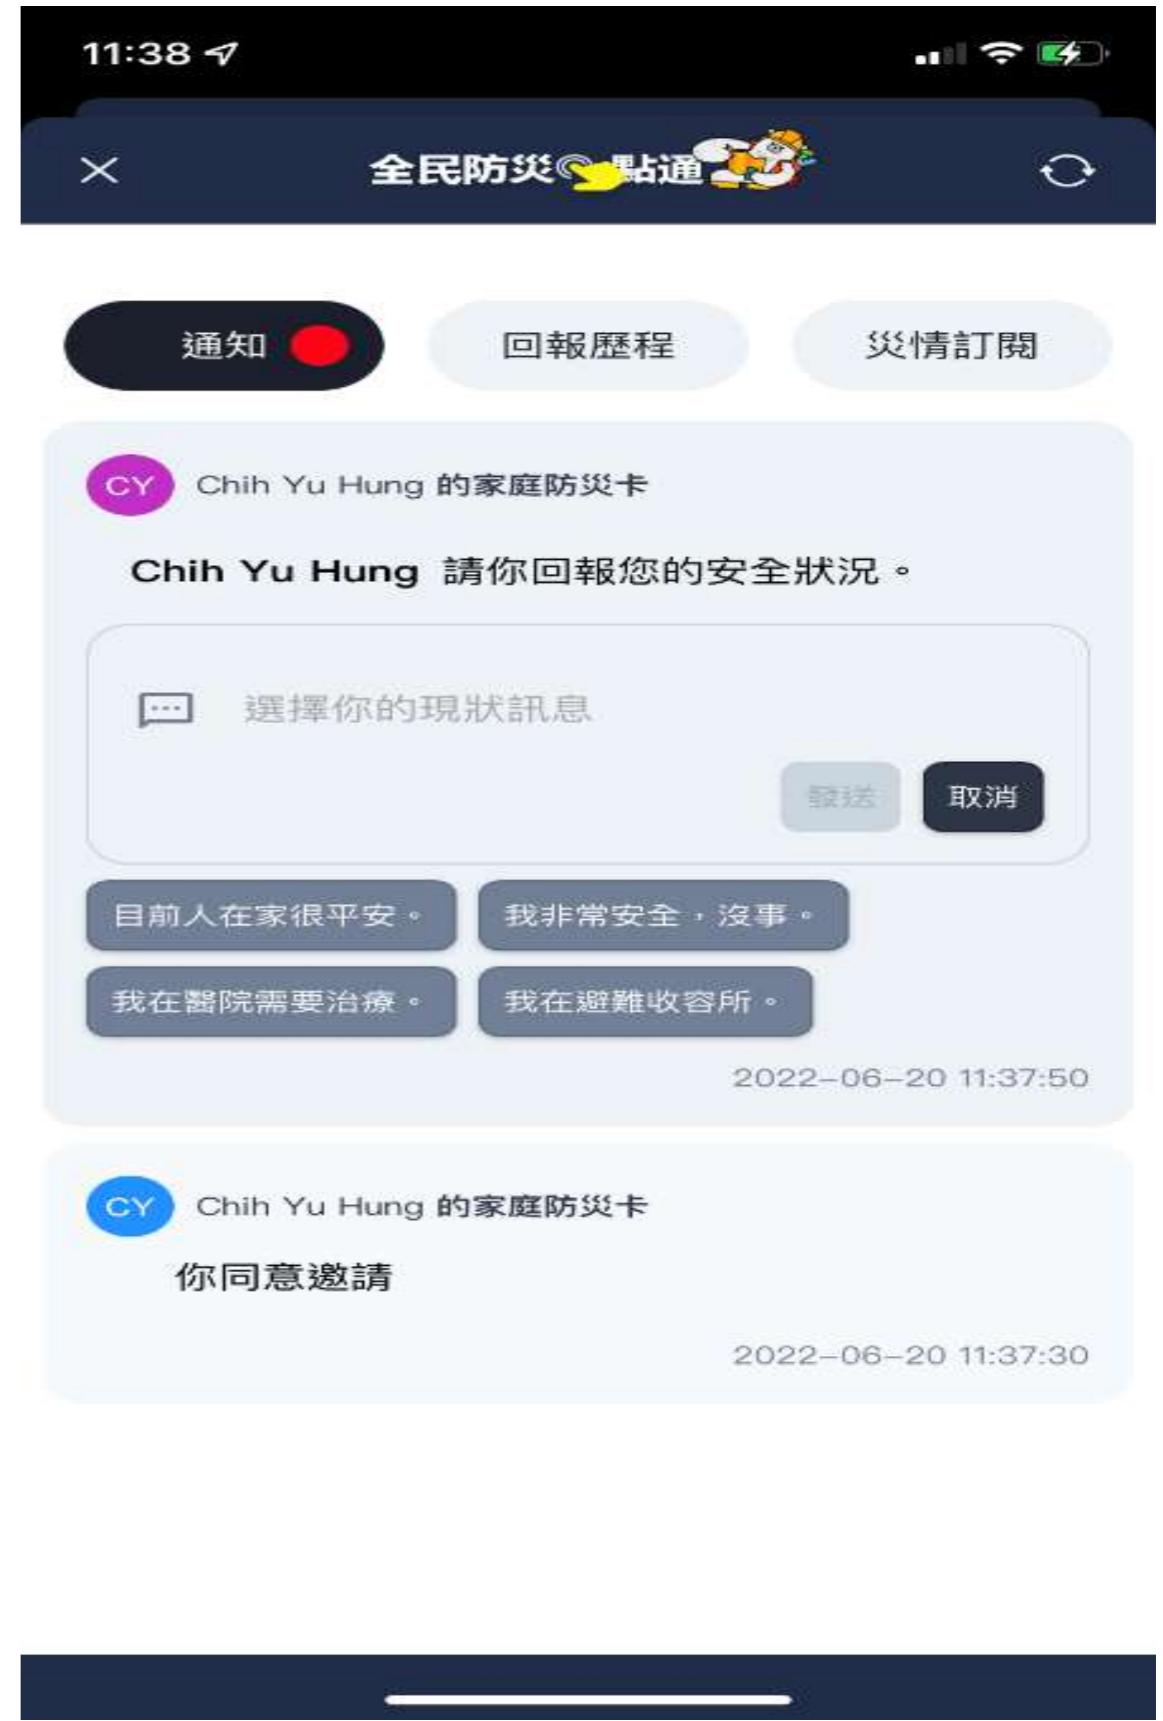 11:38
全民防災 點通
通知
回報歷程
災情訂閱
CY Chih Yu Hung 的家庭防災卡
Chih Yu Hung 請你回報您的安全狀況。
選擇你的現狀訊息
發送 取消
目前人在家很平安。 我非常安全，沒事。
我在醫院需要治療。 我在避難收容所。
2022-06-20 11:37:50
CY Chih Yu Hung 的家庭防災卡
你同意邀請
2022-06-20 11:37:30